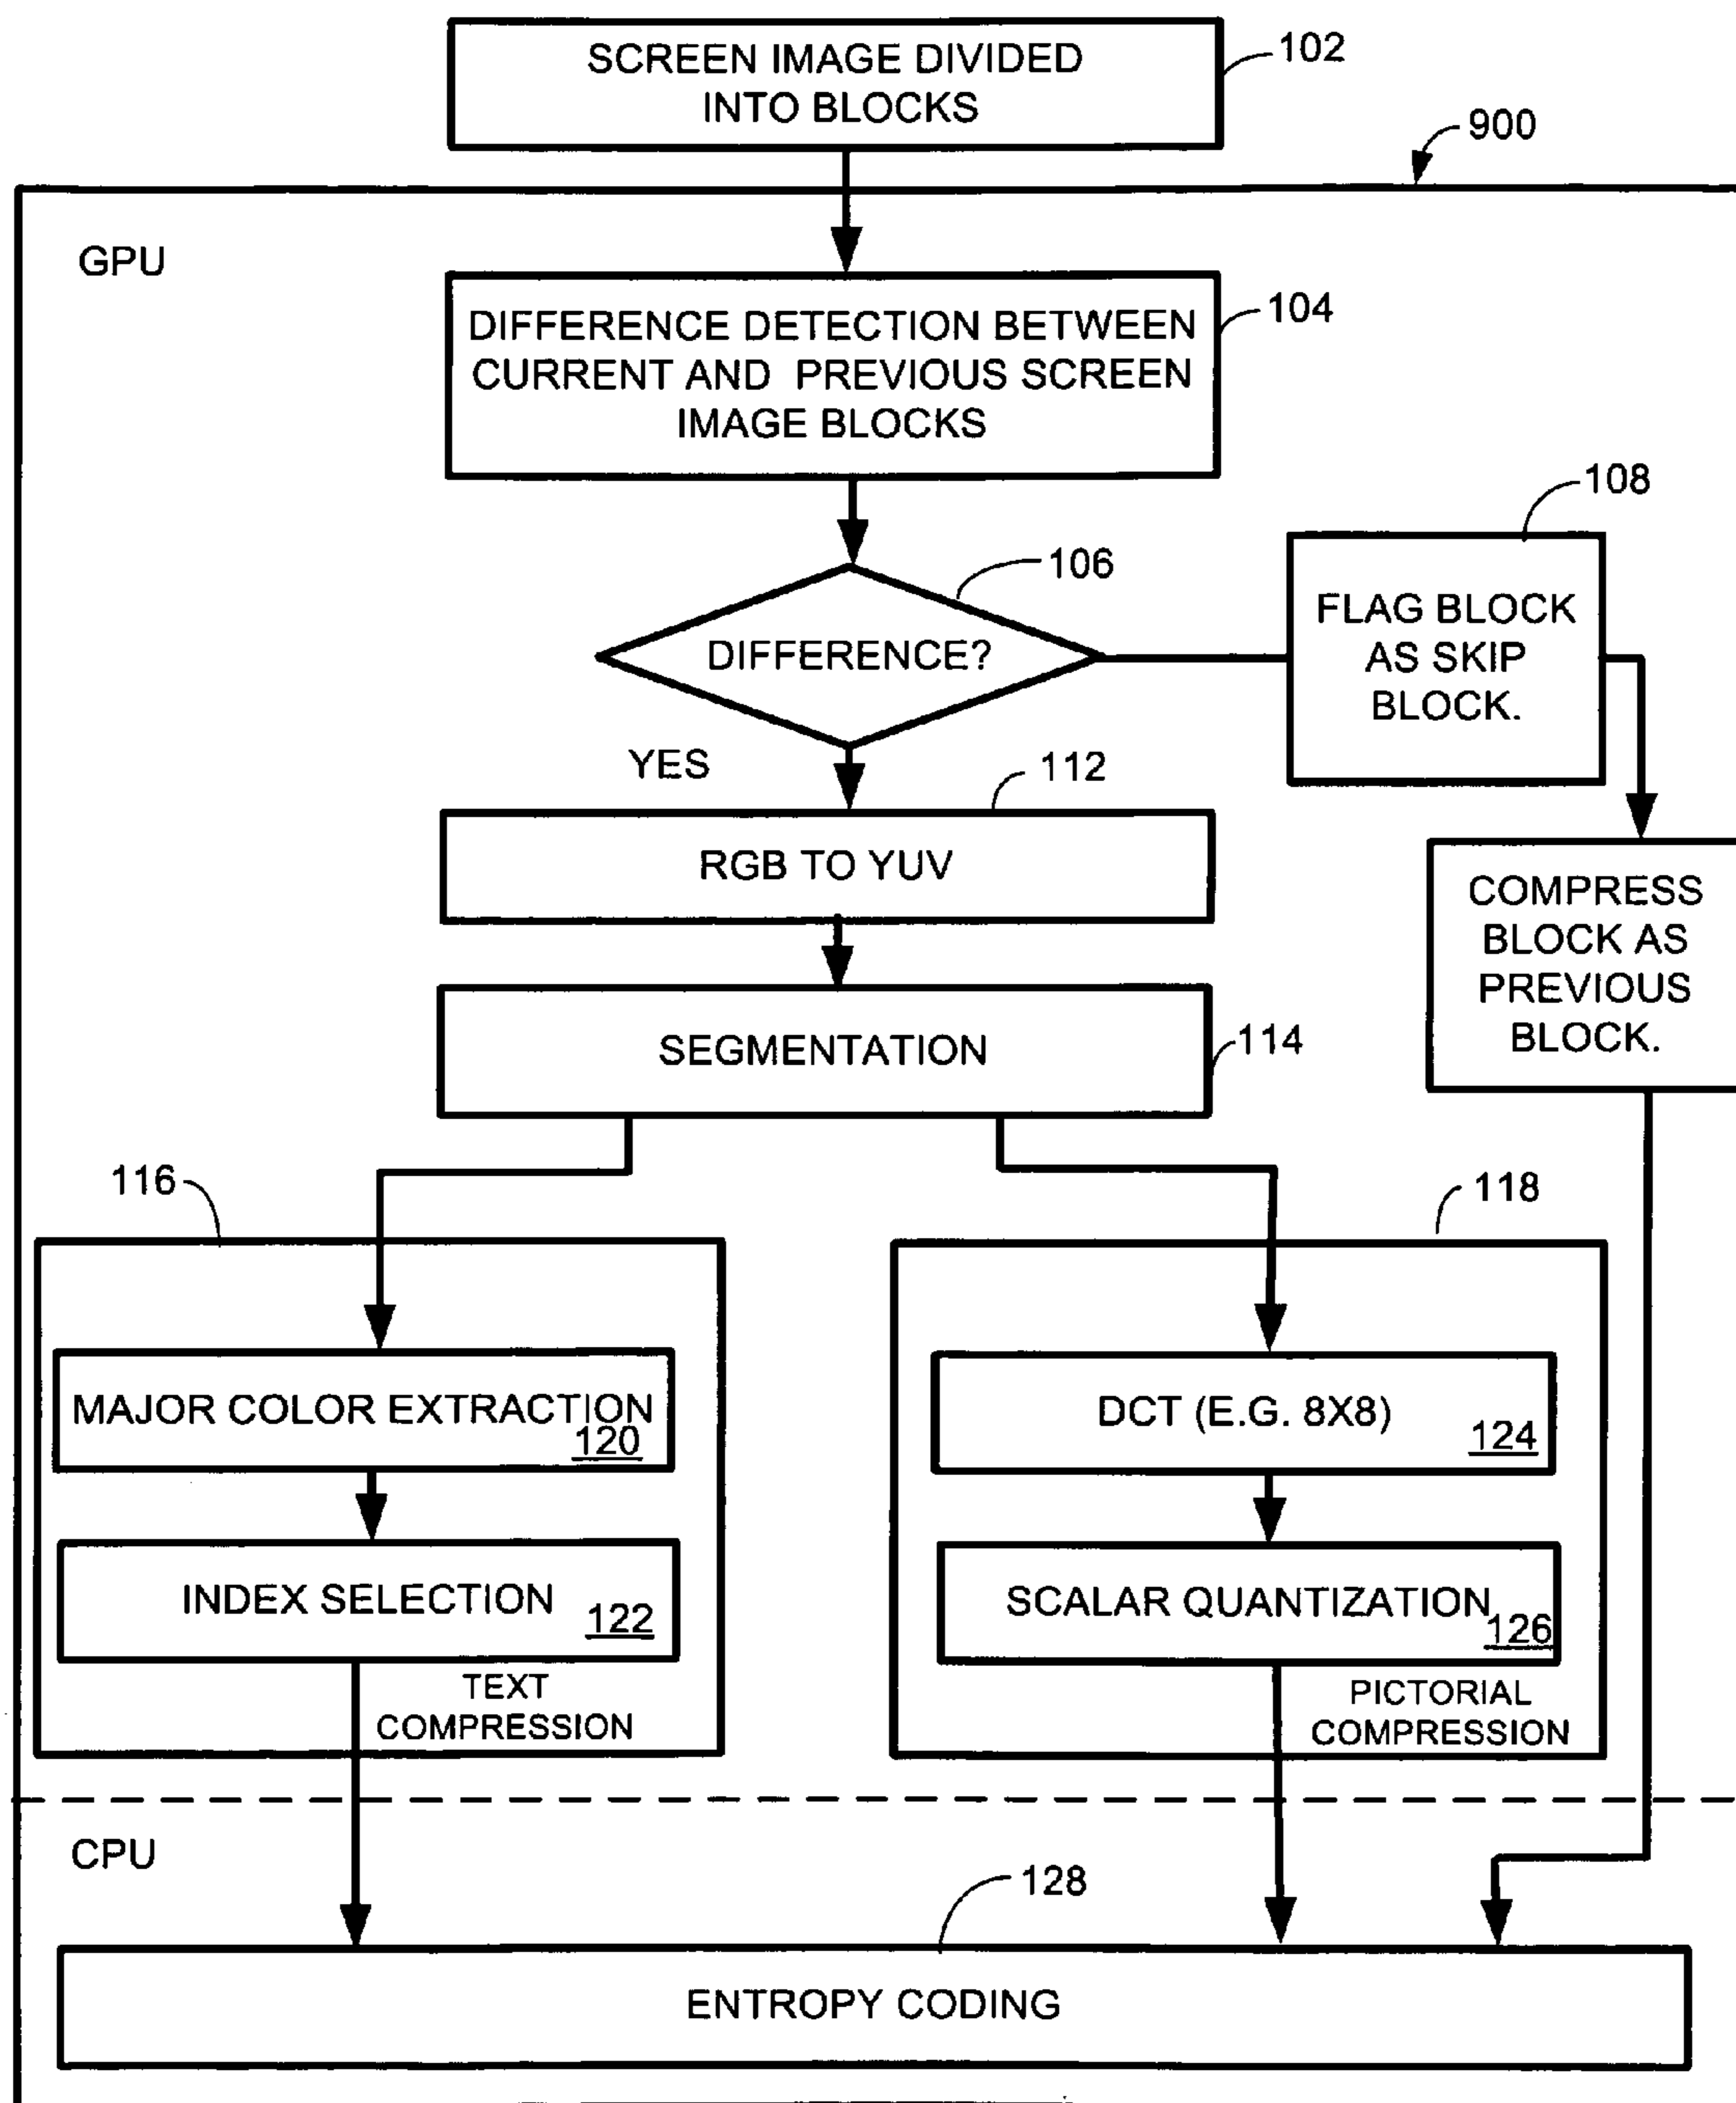 SCREEN IMAGE DIVIDED
INTO BLOCKS
102
900
GPU
DIFFERENCE DETECTION BETWEEN
CURRENT AND PREVIOUS SCREEN
IMAGE BLOCKS
104
108
106
DIFFERENCE?
FLAG BLOCK
AS SKIP
BLOCK.
YES
112
RGB TO YUV
COMPRESS
BLOCK AS
PREVIOUS
BLOCK.
SEGMENTATION
114
116
118
MAJOR COLOR EXTRACTION
120
DCT (E.G. 8X8)
124
INDEX SELECTION
122
SCALAR QUANTIZATION
126
TEXT
COMPRESSION
PICTORIAL
COMPRESSION
CPU
128
ENTROPY CODING